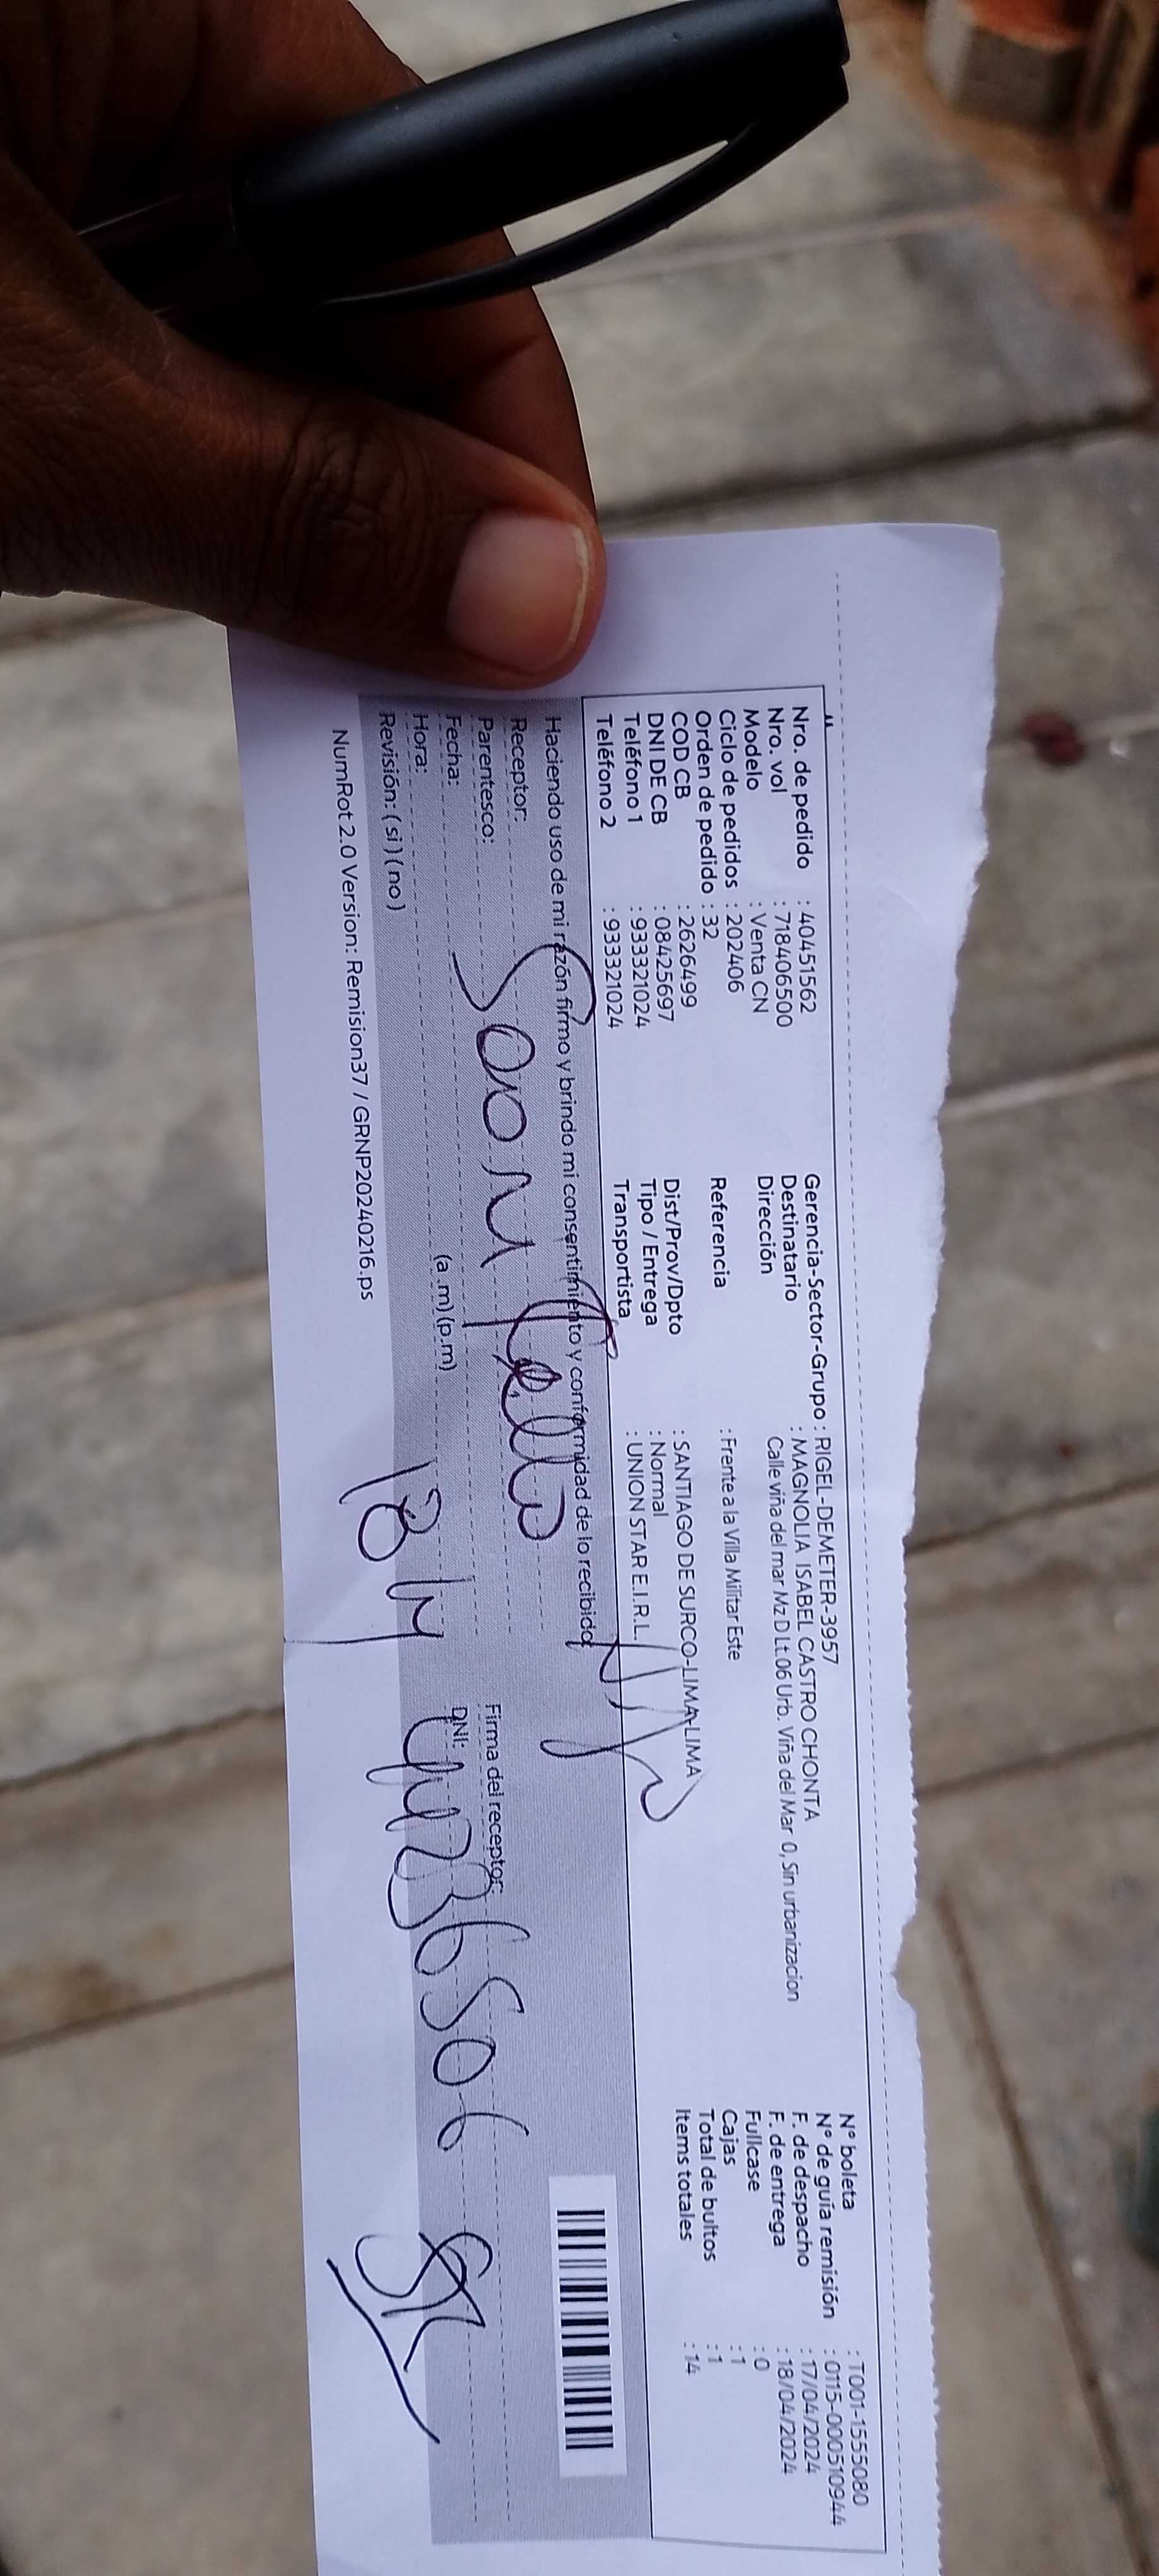 Nro. de pedido : 40451562
Nro. vol : 718406500
Modelo : Venta CN
Ciclo de pedidos : 202406
Orden de pedido : 32
COD CB : 2626499
DNI DE CB : 08425697
Teléfono 1 : 933321024
Teléfono 2 : 933321024
Gerencia-Sector-Grupo : RIGEL-DEMETER-3957
Destinatario : MAGNOLIA ISABEL CASTRO CHONTA
Dirección Calle viña del mar Mz D Lt.06 Urb. Viña del Mar 0, Sin urbanizacion
Referencia : Frente a la Villa Militar Este
Dist/Prov/Dpto : SANTIAGO DE SURCO-LIMA-LIMA
Tipo / Entrega : Normal
Transportista : UNION STAR E.I.R.L.
N° boleta : T001-1555080
N° de guía remisión : 0115-000510944
F. de despacho : 17/04/2024
F. de entrega : 18/04/2024
Fullcase : 0
Cajas : 1
Total de bultos : 1
Items totales : 14
Haciendo uso de mi razón firmo y brindo mi consentimiento y conformidad de lo recibido
Receptor:
Parentesco:
Fecha:
Hora: (a.m)(p.m)
Revisión: ( si ) ( no )
Firma del receptor:
DNI:
NumRot 2.0 Version: Remision37 / GRNP20240216.ps